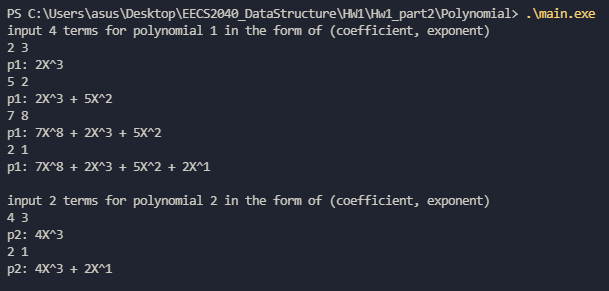 PS C:\Users\asus\Desktop\EECS2040_DataStructure\HW1\Hw1_part2\Polynomial> .\main.exe
input 4 terms for polynomial 1 in the form of (coefficient, exponent)
2 3
p1: 2X^3
5 2
p1: 2X^3 + 5X^2
7 8
p1: 7X^8 + 2X^3 + 5X^2
2 1
p1: 7X^8 + 2X^3 + 5X^2 + 2X^1
input 2 terms for polynomial 2 in the form of (coefficient, exponent)
4 3
p2: 4X^3
2 1
p2: 4X^3 + 2X^1